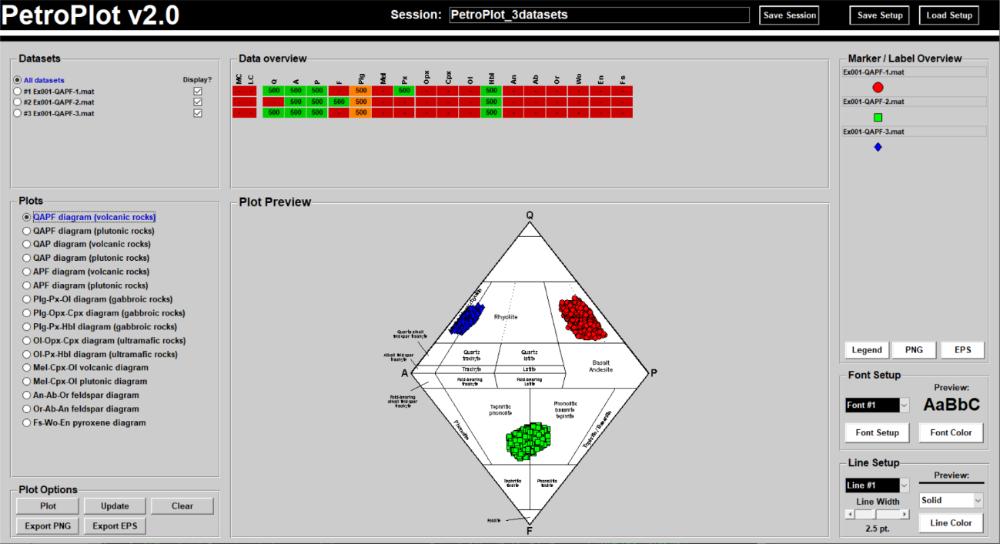 PetroPlot v2.0
Session: PetroPlot_3datasets
Save Session
Save Setup
Load Setup
Datasets
All datasets
Display?
#1 Ex001-QAPF-1.mat
#2 Ex001-QAPF-2.mat
#3 Ex001-QAPF-3.mat
Data overview
MC LC Q A P F Plg Mel Px Opx Cpx Ol Hbl An Ab Or Wo En Fs
- - 500 500 500 - 500 - 500 - - - 500 - - - - - -
- - - 500 500 500 500 - - - - - 500 - - - - - -
- - 500 500 500 - 500 - - - - - 500 - - - - - -
Marker / Label Overview
Ex001-QAPF-1.mat
Ex001-QAPF-2.mat
Ex001-QAPF-3.mat
Legend
PNG
EPS
Plots
QAPF diagram (volcanic rocks)
QAPF diagram (plutonic rocks)
QAP diagram (volcanic rocks)
QAP diagram (plutonic rocks)
APF diagram (volcanic rocks)
APF diagram (plutonic rocks)
Plg-Px-Ol diagram (gabbroic rocks)
Plg-Opx-Cpx diagram (gabbroic rocks)
Plg-Px-Hbl diagram (gabbroic rocks)
Ol-Opx-Cpx diagram (ultramafic rocks)
Ol-Px-Hbl diagram (ultramafic rocks)
Mel-Cpx-Ol volcanic diagram
Mel-Cpx-Ol plutonic diagram
An-Ab-Or feldspar diagram
Or-Ab-An feldspar diagram
Fs-Wo-En pyroxene diagram
Plot Preview
Q
Rhyolite
Quartz alkali
feldspar trachyte
Alkali feldspar
trachyte
Quartz
trachyte
Quartz
latite
Basalt
Andesite
A
Trachyte
Latite
P
Foid-bearing
trachyte
Foid-bearing
Latite
Foid-bearing
alkali feldspar
trachyte
Tephritic
phonolite
Phonolitic
basanite
tephrite
Phonolite
Tephrite / Basanite
Tephritic
foidite
Phonolitic
foidite
Foidite
F
Font Setup
Preview:
Font #1
AaBbC
Font Setup
Font Color
Line Setup
Preview:
Line #1
Line Width
Solid
2.5 pt.
Line Color
Plot Options
Plot
Update
Clear
Export PNG
Export EPS